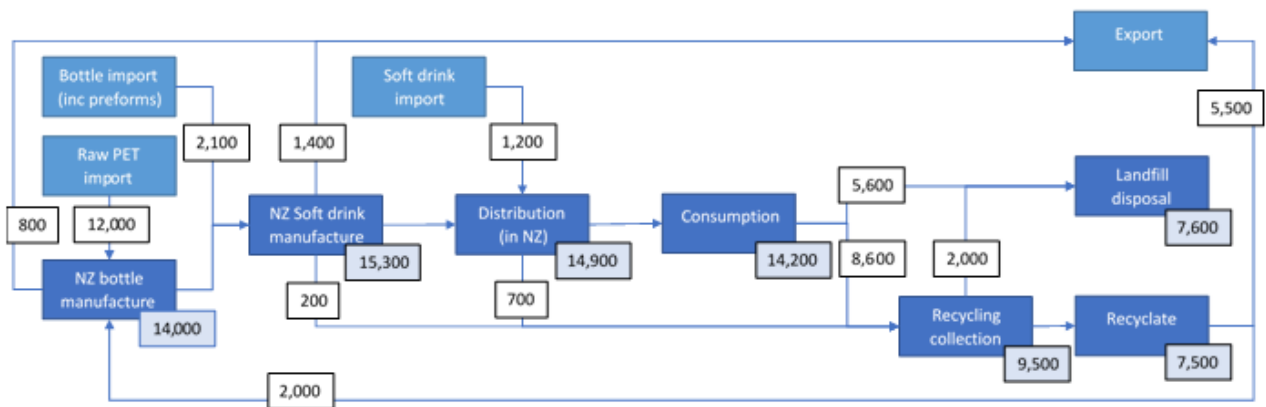 Export
Bottle import
(inc preforms)
Soft drink
import
5,500
2,100
1,400
1,200
Raw PET
import
5,600
Landfill
disposal
NZ Soft drink
manufacture
Distribution
(in NZ)
Consumption
800
12,000
7,600
15,300
14,900
14,200
8,600
2,000
NZ bottle
manufacture
200
700
14,000
Recycling
collection
Recyclate
9,500
7,500
2,000